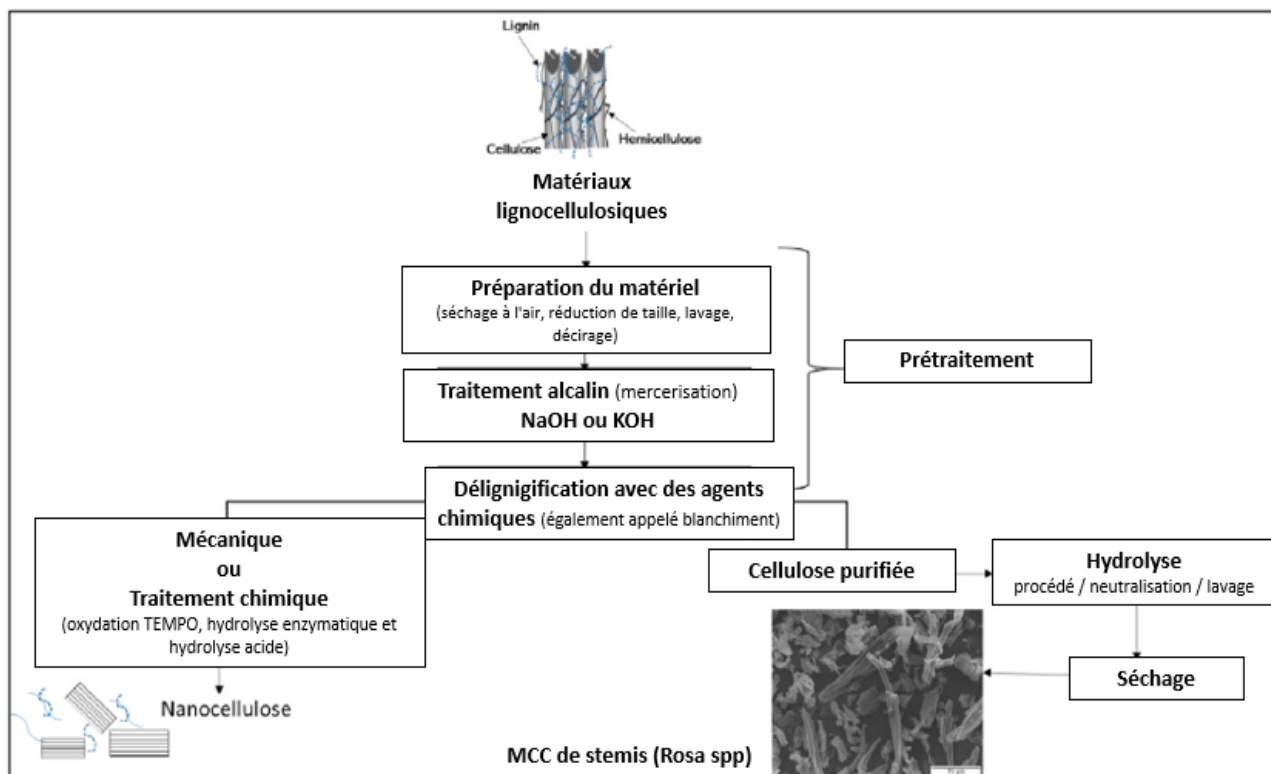 Lignin
Cellulose
Hemicellulose
Matériaux
lignocellulosiques
Préparation du matériel
(séchage à l'air, réduction de taille, lavage,
décirage)
Traitement alcalin (mercerisation)
NaOH ou KOH
Prétraitement
Délignigification avec des agents
chimiques (également appelé blanchiment)
Mécanique
ou
Traitement chimique
(oxydation TEMPO, hydrolyse enzymatique et
hydrolyse acide)
Nanocellulose
Cellulose purifiée
Hydrolyse
procédé / neutralisation / lavage
Séchage
MCC de stemis (Rosa spp)